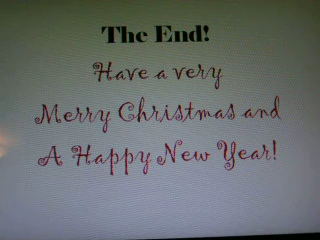 The End!
Have a very
Merry Christmas and
A Happy New Year!